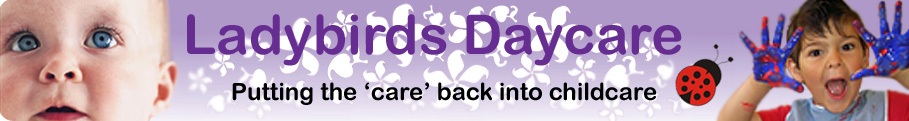 Ladybirds Daycare
Putting the ‘care’ back into childcare